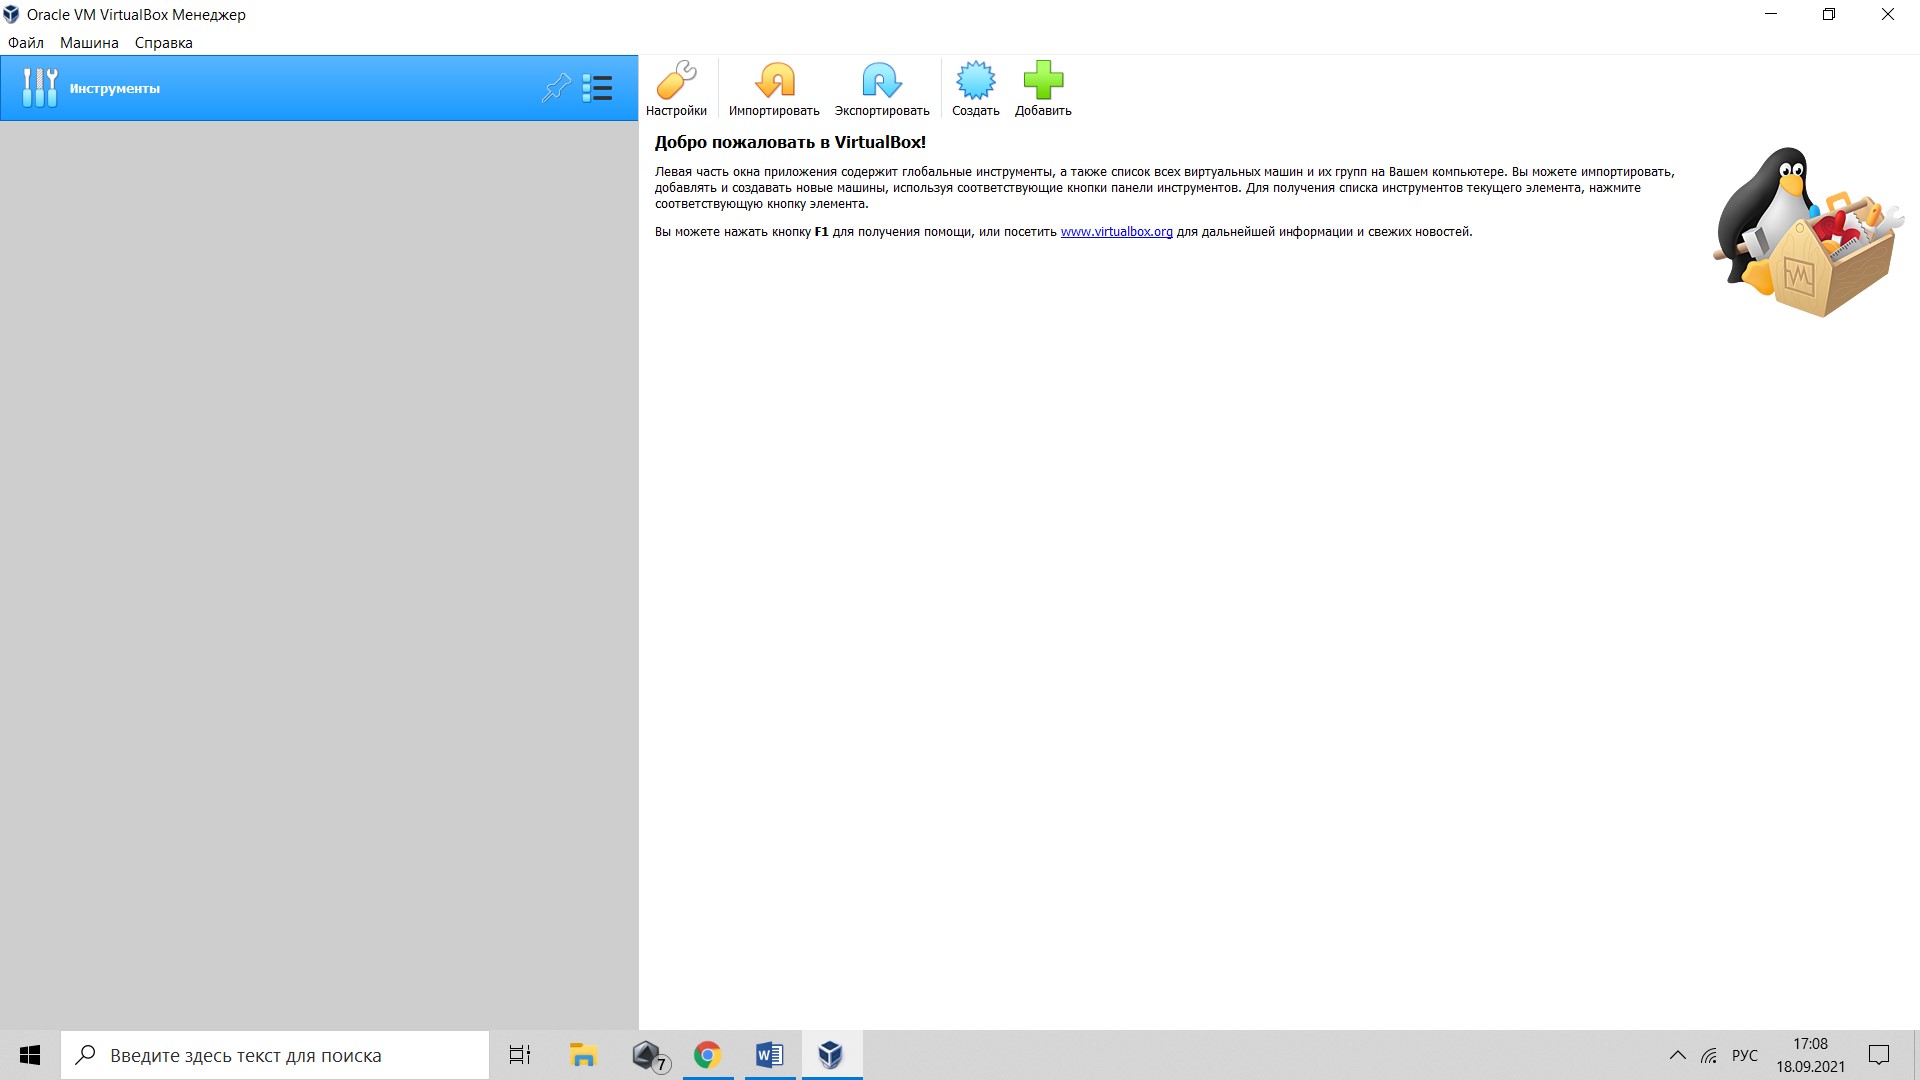 Oracle VM VirtualBox Менеджер
Файл Машина Справка
Инструменты
Настройки Импортировать Экспортировать Создать Добавить
Добро пожаловать в VirtualBox!
Левая часть окна приложения содержит глобальные инструменты, а также список всех виртуальных машин и их групп на Вашем компьютере. Вы можете импортировать,
добавлять и создавать новые машины, используя соответствующие кнопки панели инструментов. Для получения списка инструментов текущего элемента, нажмите
соответствующую кнопку элемента.
Вы можете нажать кнопку F1 для получения помощи, или посетить www.virtualbox.org для дальнейшей информации и свежих новостей.
Введите здесь текст для поиска
7
W
РУС
17:08
18.09.2021